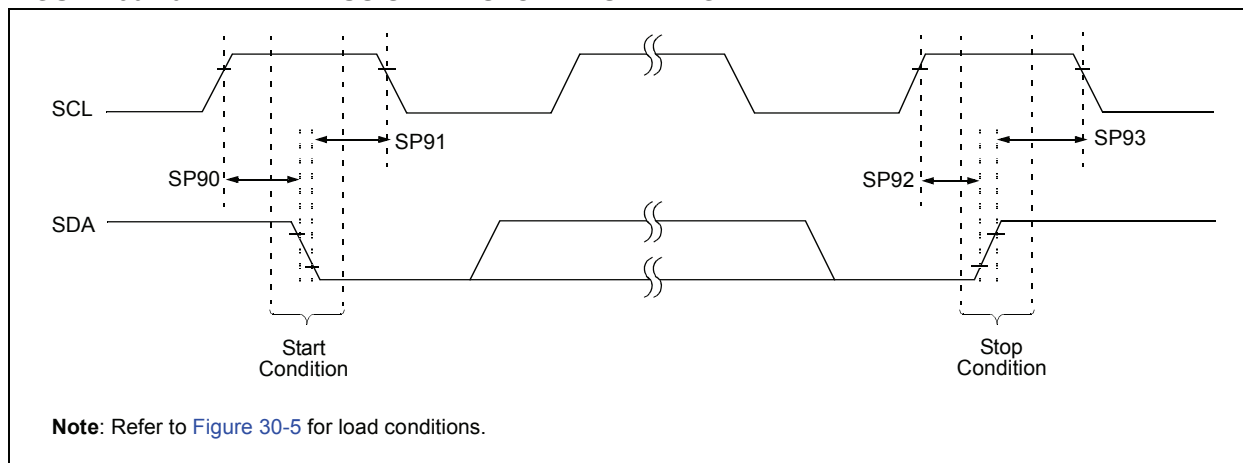 SCL
SP91
SP93
SP90
SP92
SDA
Start
Condition
Stop
Condition
Note: Refer to Figure 30-5 for load conditions.